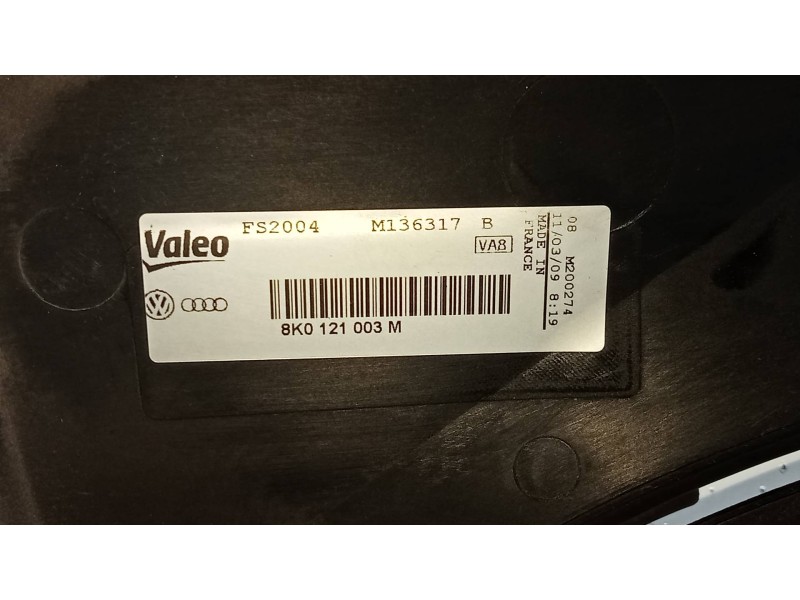 FS2004 M136317 B
Valeo
VA8
8K0 121 003 M
MADE IN
FRANCE
11/03/09 8:19
08 M200274